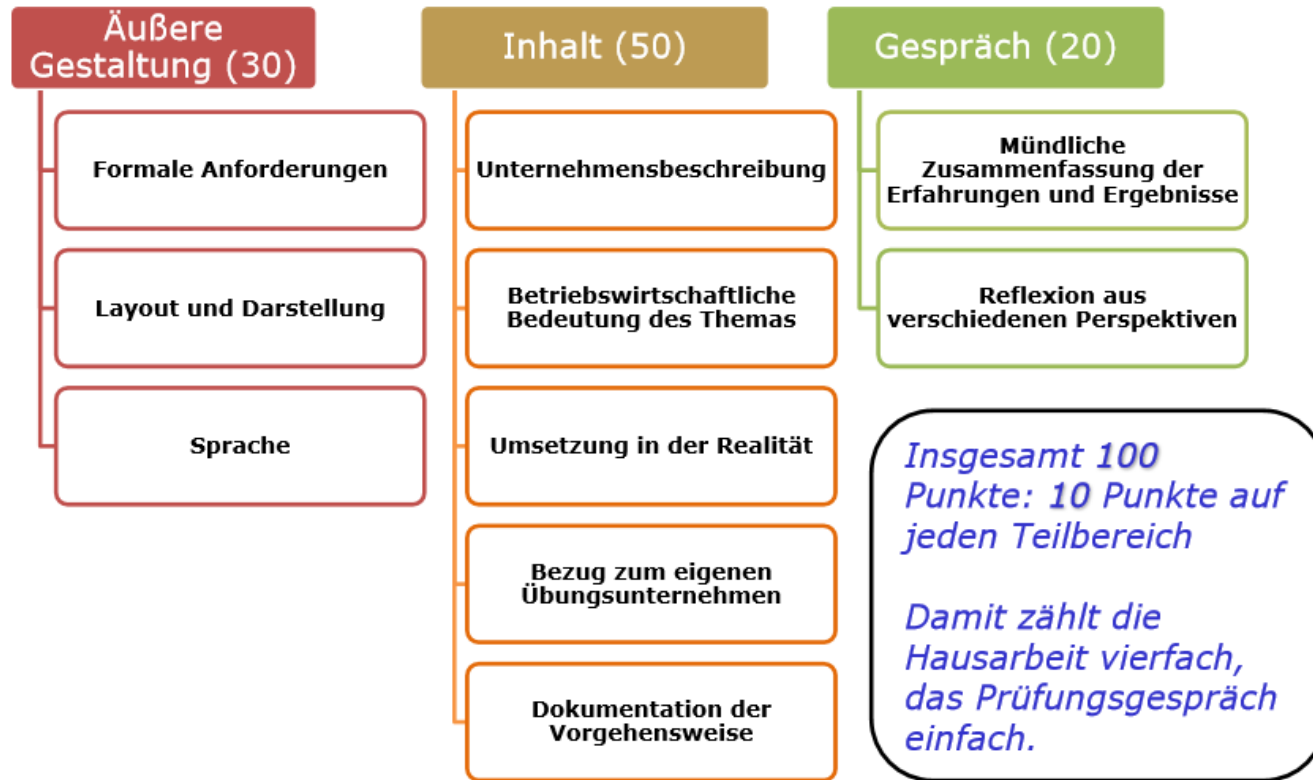 Äußere
Gestaltung (30)
Formale Anforderungen
Layout und Darstellung
Sprache
Inhalt (50)
Unternehmensbeschreibung
Betriebswirtschaftliche
Bedeutung des Themas
Umsetzung in der Realität
Bezug zum eigenen
Übungsunternehmen
Dokumentation der
Vorgehensweise
Gespräch (20)
Mündliche
Zusammenfassung der
Erfahrungen und Ergebnisse
Reflexion aus
verschiedenen Perspektiven
Insgesamt 100
Punkte: 10 Punkte auf
jeden Teilbereich
Damit zählt die
Hausarbeit vierfach,
das Prüfungsgespräch
einfach.